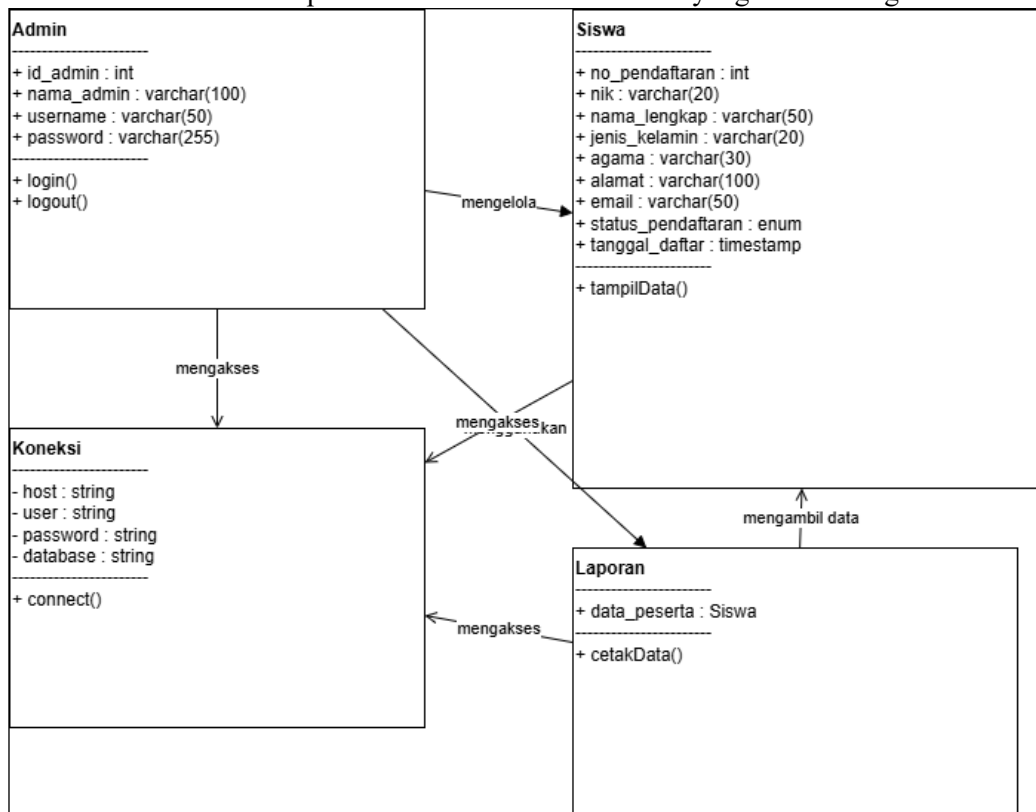 Admin
-----------------------
+ id_admin : int
+ nama_admin : varchar(100)
+ username : varchar(50)
+ password : varchar(255)
-----------------------
+ login()
+ logout()
Siswa
-----------------------
+ no_pendaftaran : int
+ nik : varchar(20)
+ nama_lengkap : varchar(50)
+ jenis_kelamin : varchar(20)
+ agama : varchar(30)
+ alamat : varchar(100)
+ email : varchar(50)
+ status_pendaftaran : enum
+ tanggal_daftar : timestamp
-----------------------
+ tampilData()
mengelola
mengakses
mengakses
Koneksi
-----------------------
- host : string
- user : string
- password : string
- database : string
-----------------------
+ connect()
mengambil data
Laporan
-----------------------
+ data_peserta : Siswa
-----------------------
+ cetakData()
mengakses